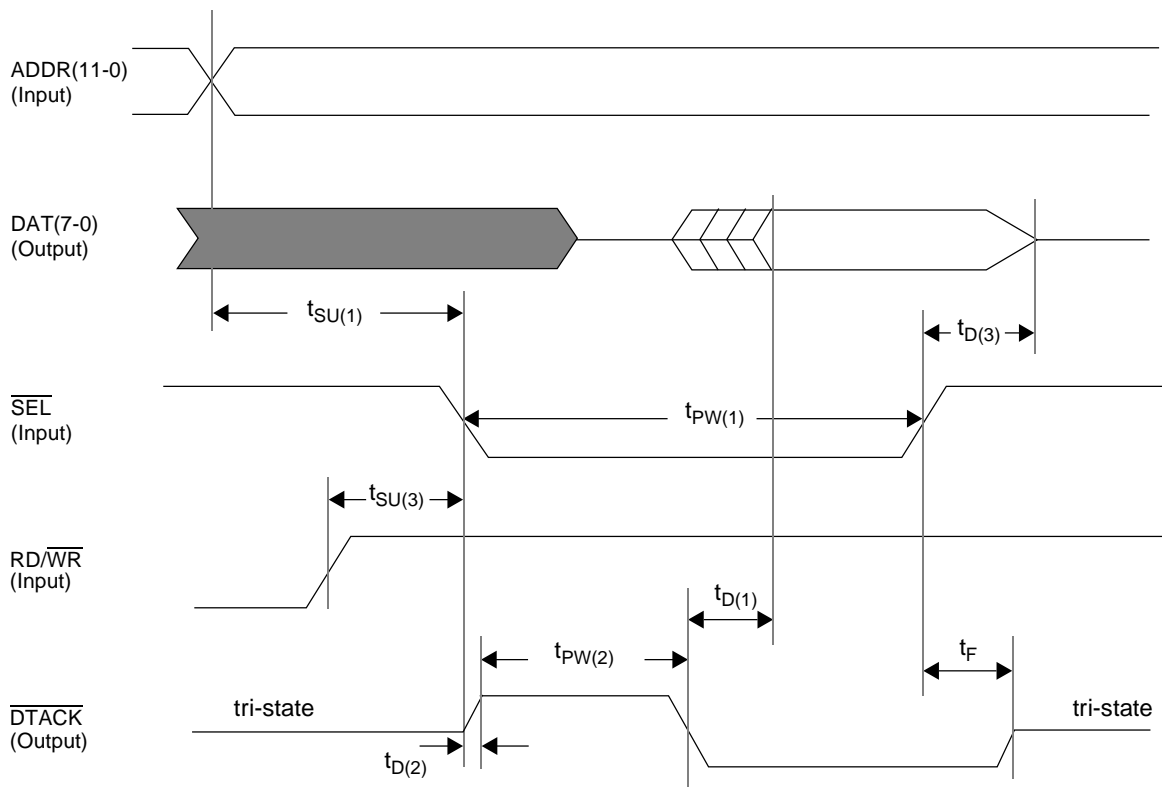 ADDR(11-0)
(Input)
DAT(7-0)
(Output)
tSU(1)
tD(3)
SEL
(Input)
tPW(1)
tSU(3)
RD/WR
(Input)
tD(1)
tPW(2)
tF
DTACK
(Output)
tri-state
tri-state
tD(2)